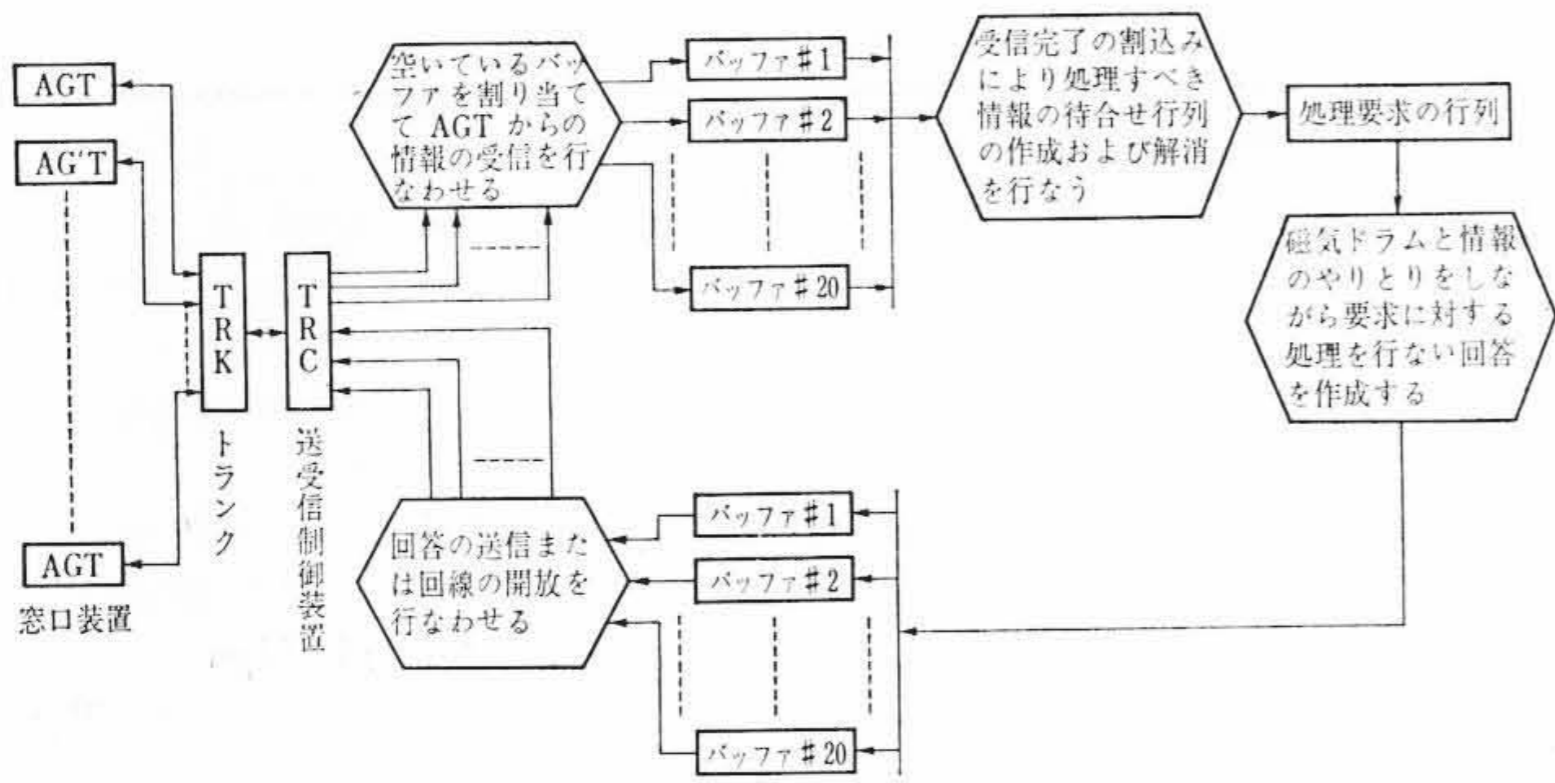 AGT
AG'T
AGT
窓口装置
TRK
トランク
TRC
送受信制御装置
空いているバッ
ファを割り当て
て AGT からの
情報の受信を行
なわせる
バッファ#1
バッファ#2
バッファ#20
受信完了の割込み
により処理すべき
情報の待合せ行列
の作成および解消
を行なう
処理要求の行列
磁気ドラムと情報
のやりとりをしな
がら要求に対する
処理を行ない回答
を作成する
バッファ#1
バッファ#2
バッファ#20
回答の送信また
は回線の開放を
行なわせる